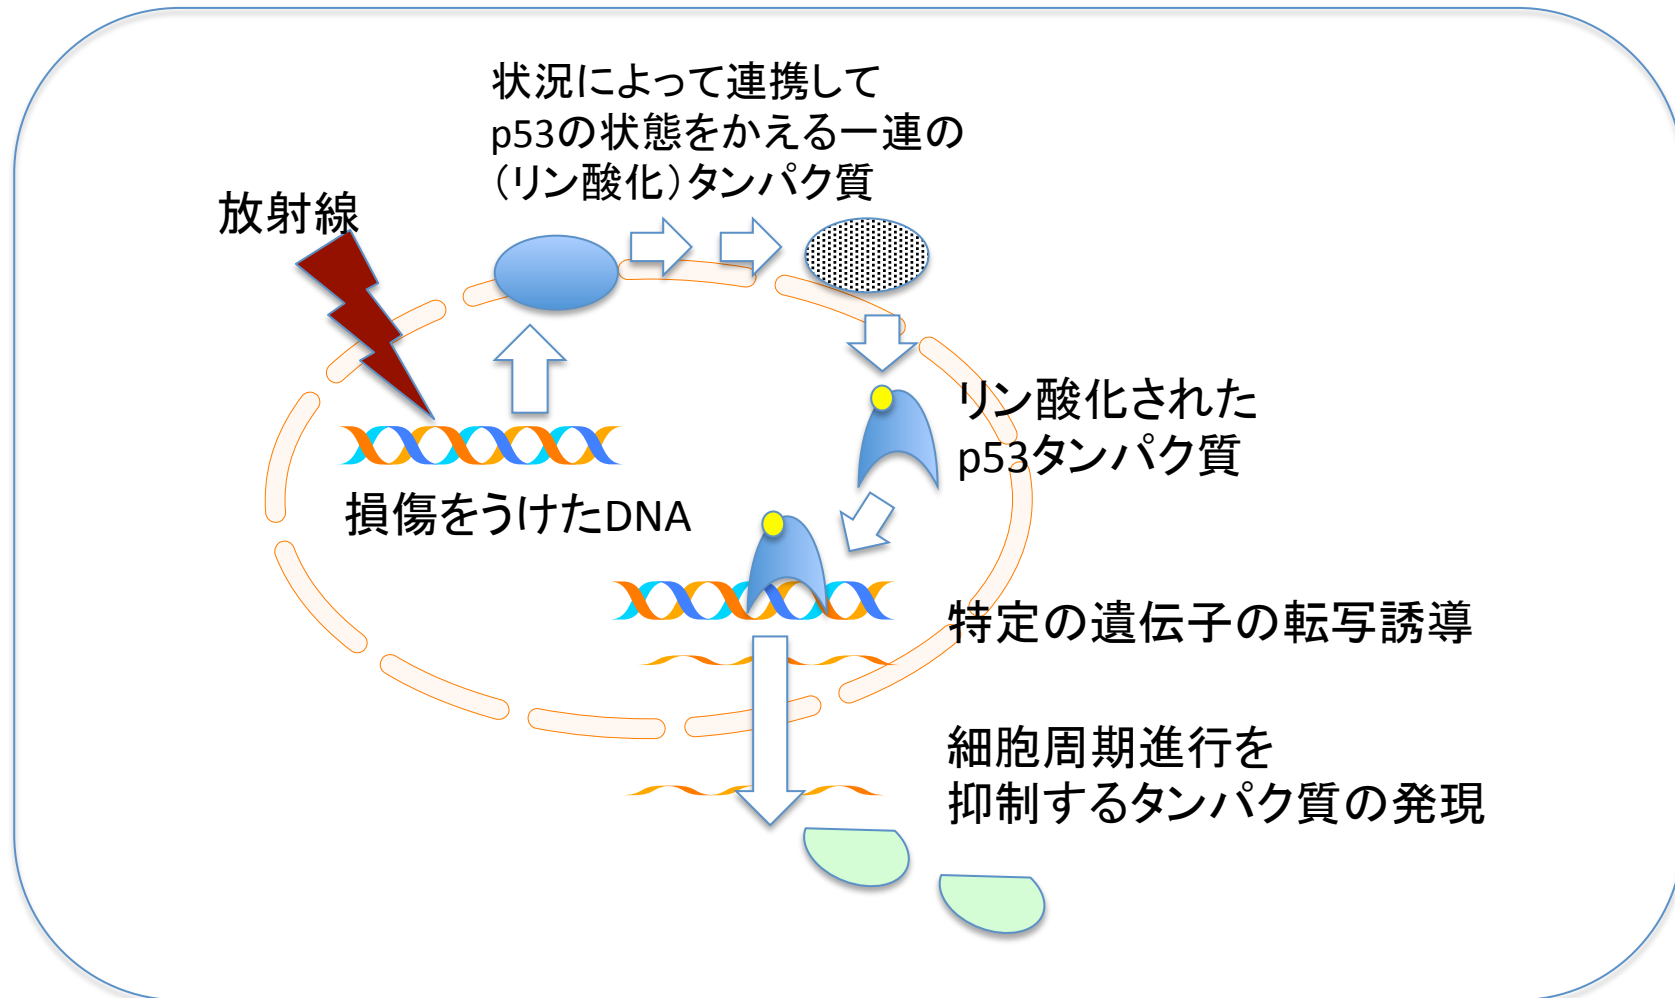 状況によって連携して
p53の状態をかえる一連の
（リン酸化）タンパク質
放射線
リン酸化された
p53タンパク質
損傷をうけたDNA
特定の遺伝子の転写誘導
細胞周期進行を
抑制するタンパク質の発現